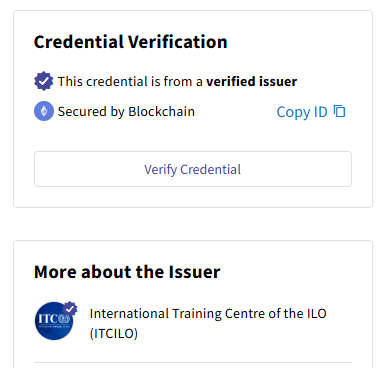 Credential Verification
This credential is from a verified issuer
Secured by Blockchain
Copy ID
Verify Credential
More about the Issuer
International Training Centre of the ILO
(ITCILO)